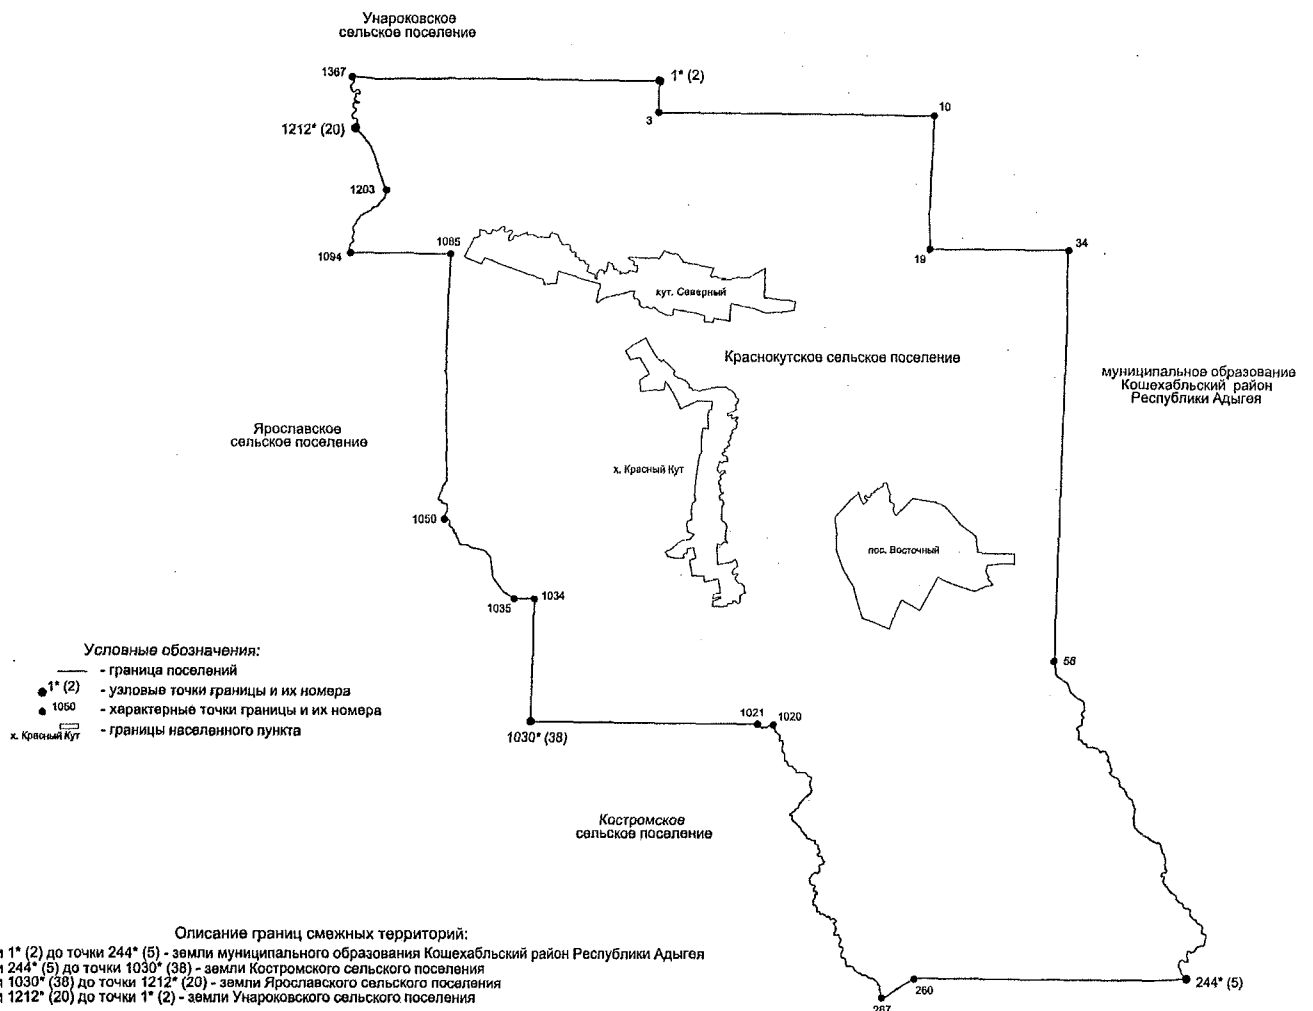 Унароковское
сельское поселение
1367
1* (2)
3
10
1212* (20)
1203
1094
1085
19
34
хут. Северный
Краснокутское сельское поселение
муниципальное образование
Кошехабльский район
Республики Адыгея
Ярославское
сельское поселение
х. Красный Кут
1050
пос. Восточный
1035
1034
Условные обозначения:
- граница поселений
1* (2) - узловые точки границы и их номера
1050 - характерные точки границы и их номера
х. Красный Кут - границы населенного пункта
58
1021
1020
1030* (38)
Костромское
сельское поселение
Описание границ смежных территорий:
1* (2) до точки 244* (5) - земли муниципального образования Кошехабльский район Республики Адыгея
244* (5) до точки 1030* (38) - земли Костромского сельского поселения
1030* (38) до точки 1212* (20) - земли Ярославского сельского поселения
1212* (20) до точки 1* (2) - земли Унароковского сельского поселения
260
244* (5)
267